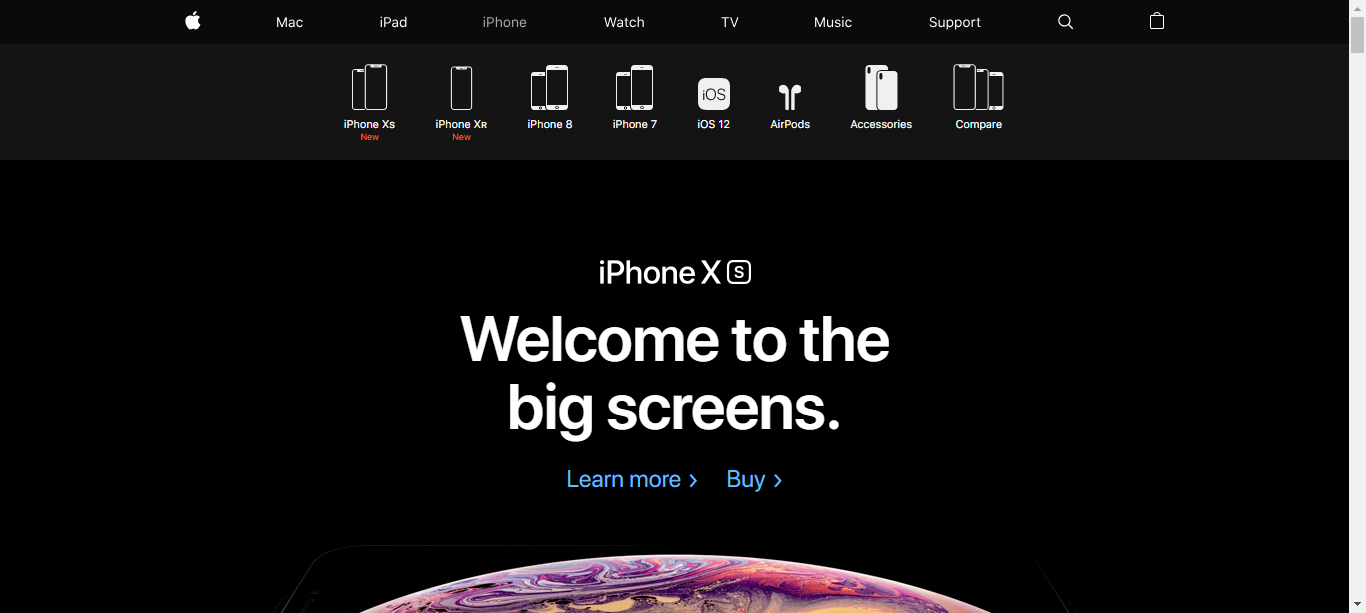 Mac iPad iPhone Watch TV Music Support
iPhone Xs iPhone XR iPhone 8 iPhone 7 iOS iOS 12 AirPods Accessories Compare
New New
iPhone X S
Welcome to the
big screens.
Learn more > Buy >